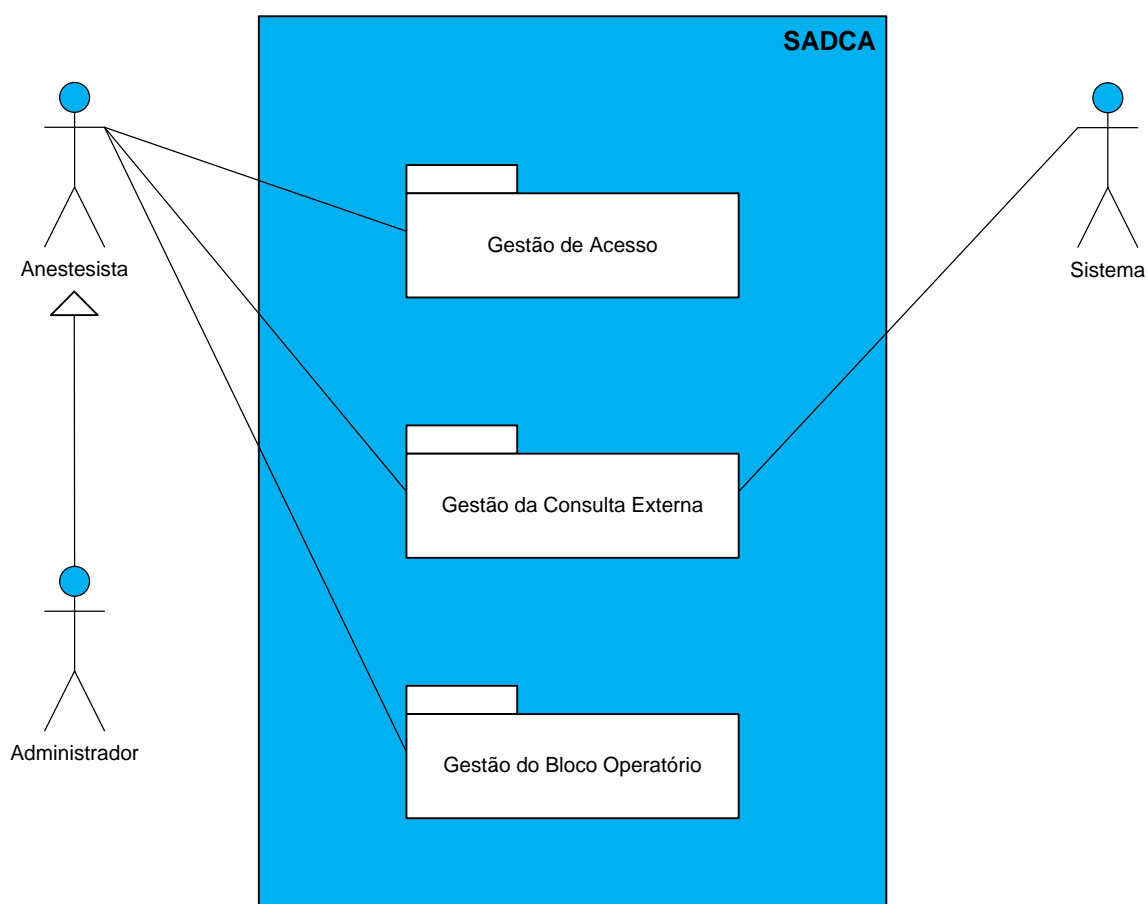 SADCA
Gestão de Acesso
Anestesista
Sistema
Gestão da Consulta Externa
Administrador
Gestão do Bloco Operatório